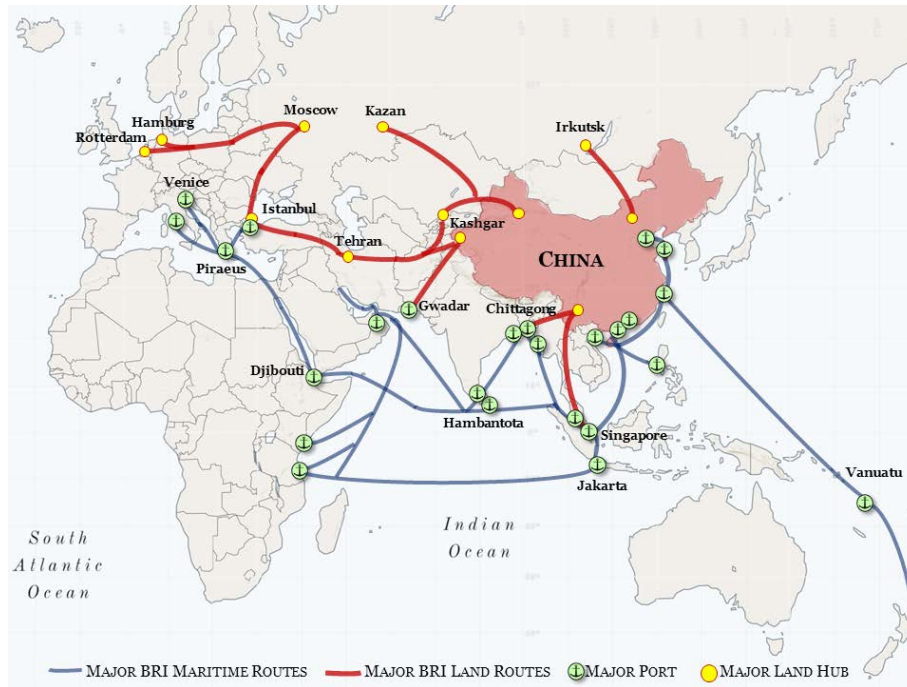 Moscow
Kazan
Hamburg
Rotterdam
Irkutsk
Venice
Istanbul
Kashgar
Tehran
Piraeus
CHINA
Gwadar
Chittagong
Djibouti
Hambantota
Singapore
Jakarta
Vanuatu
Indian
Ocean
South
Atlantic
Ocean
MAJOR BRI MARITIME ROUTES
MAJOR BRI LAND ROUTES
MAJOR PORT
MAJOR LAND HUB